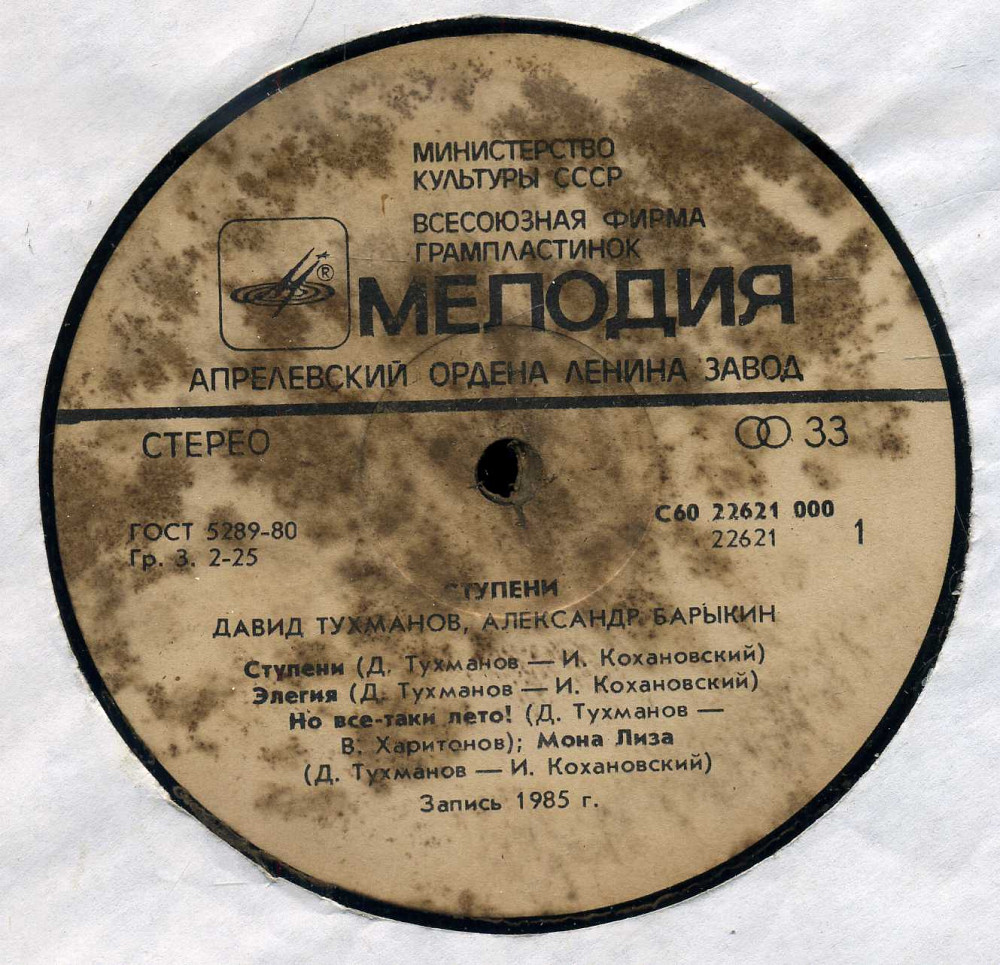 МИНИСТЕРСТВО
КУЛЬТУРЫ СССР
ВСЕСОЮЗНАЯ ФИРМА
ГРАМПЛАСТИНОК
®
МЕЛОДИЯ
АПРЕЛЕВСКИЙ ОРДЕНА ЛЕНИНА ЗАВОД
СТЕРЕО
33
ГОСТ 5289-80
Гр. 3. 2-25
С60 22621 000
22621
1
СТУПЕНИ
ДАВИД ТУХМАНОВ, АЛЕКСАНДР БАРЫКИН
Ступени (Д. Тухманов — И. Кохановский)
Элегия (Д. Тухманов — И. Кохановский)
Но все-таки лето! (Д. Тухманов —
В. Харитонов); Мона Лиза
(Д. Тухманов — И. Кохановский)
Запись 1985 г.